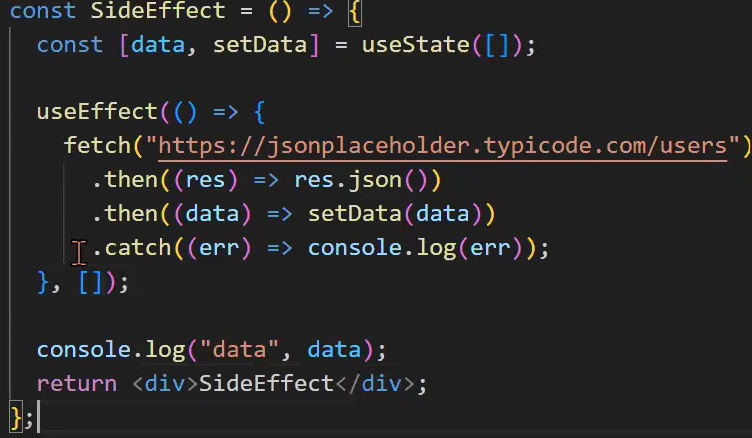 const SideEffect = () => {
const [data, setData] = useState([]);
useEffect(() => {
fetch("https://jsonplaceholder.typicode.com/users")
.then((res) => res.json())
.then((data) => setData(data))
.catch((err) => console.log(err));
}, []);
console.log("data", data);
return <div>SideEffect</div>;
};